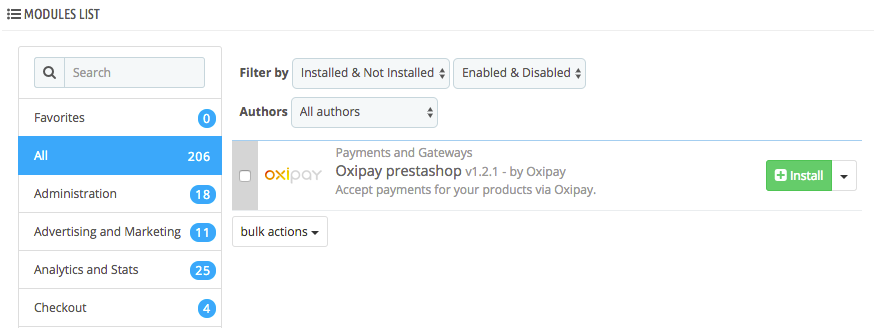 MODULES LIST
Search
Favorites 0
All 206
Administration 18
Advertising and Marketing 11
Analytics and Stats 25
Checkout 4
Filter by Installed & Not Installed Enabled & Disabled
Authors All authors
oxipay
Payments and Gateways
Oxipay prestashop v1.2.1 - by Oxipay
Accept payments for your products via Oxipay.
Install
bulk actions